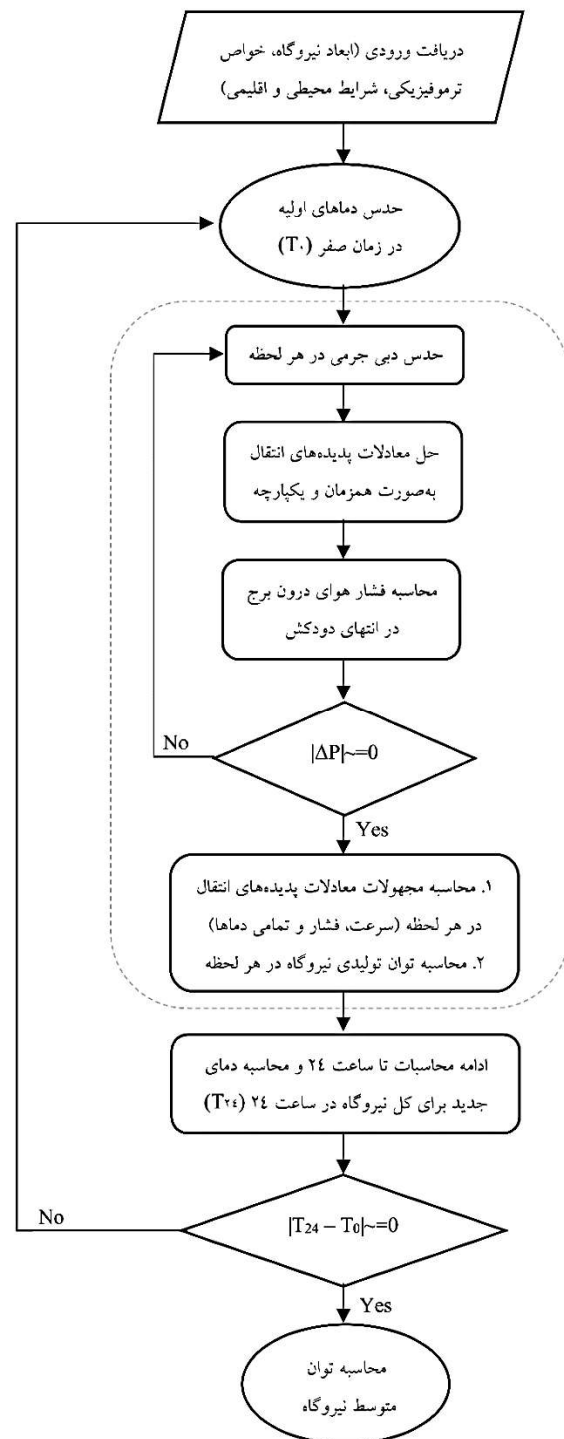 دریافت ورودی (ابعاد نیروگاه، خواص
ترموفیزیکی، شرایط محیطی و اقلیمی)
حدس دماهای اولیه
در زمان صفر (T۰)
حدس دبی جرمی در هر لحظه
حل معادلات پدیده‌های انتقال
به‌صورت همزمان و یکپارچه
محاسبه فشار هوای درون برج
در انتهای دودکش
|ΔP|~=0
No
Yes
۱. محاسبه مجهولات معادلات پدیده‌های انتقال
در هر لحظه (سرعت، فشار و تمامی دماها)
۲. محاسبه توان تولیدی نیروگاه در هر لحظه
ادامه محاسبات تا ساعت ۲٤ و محاسبه دمای
جدید برای کل نیروگاه در ساعت ۲٤ (T۲٤)
|T24 – T0|~=0
No
Yes
محاسبه توان
متوسط نیروگاه